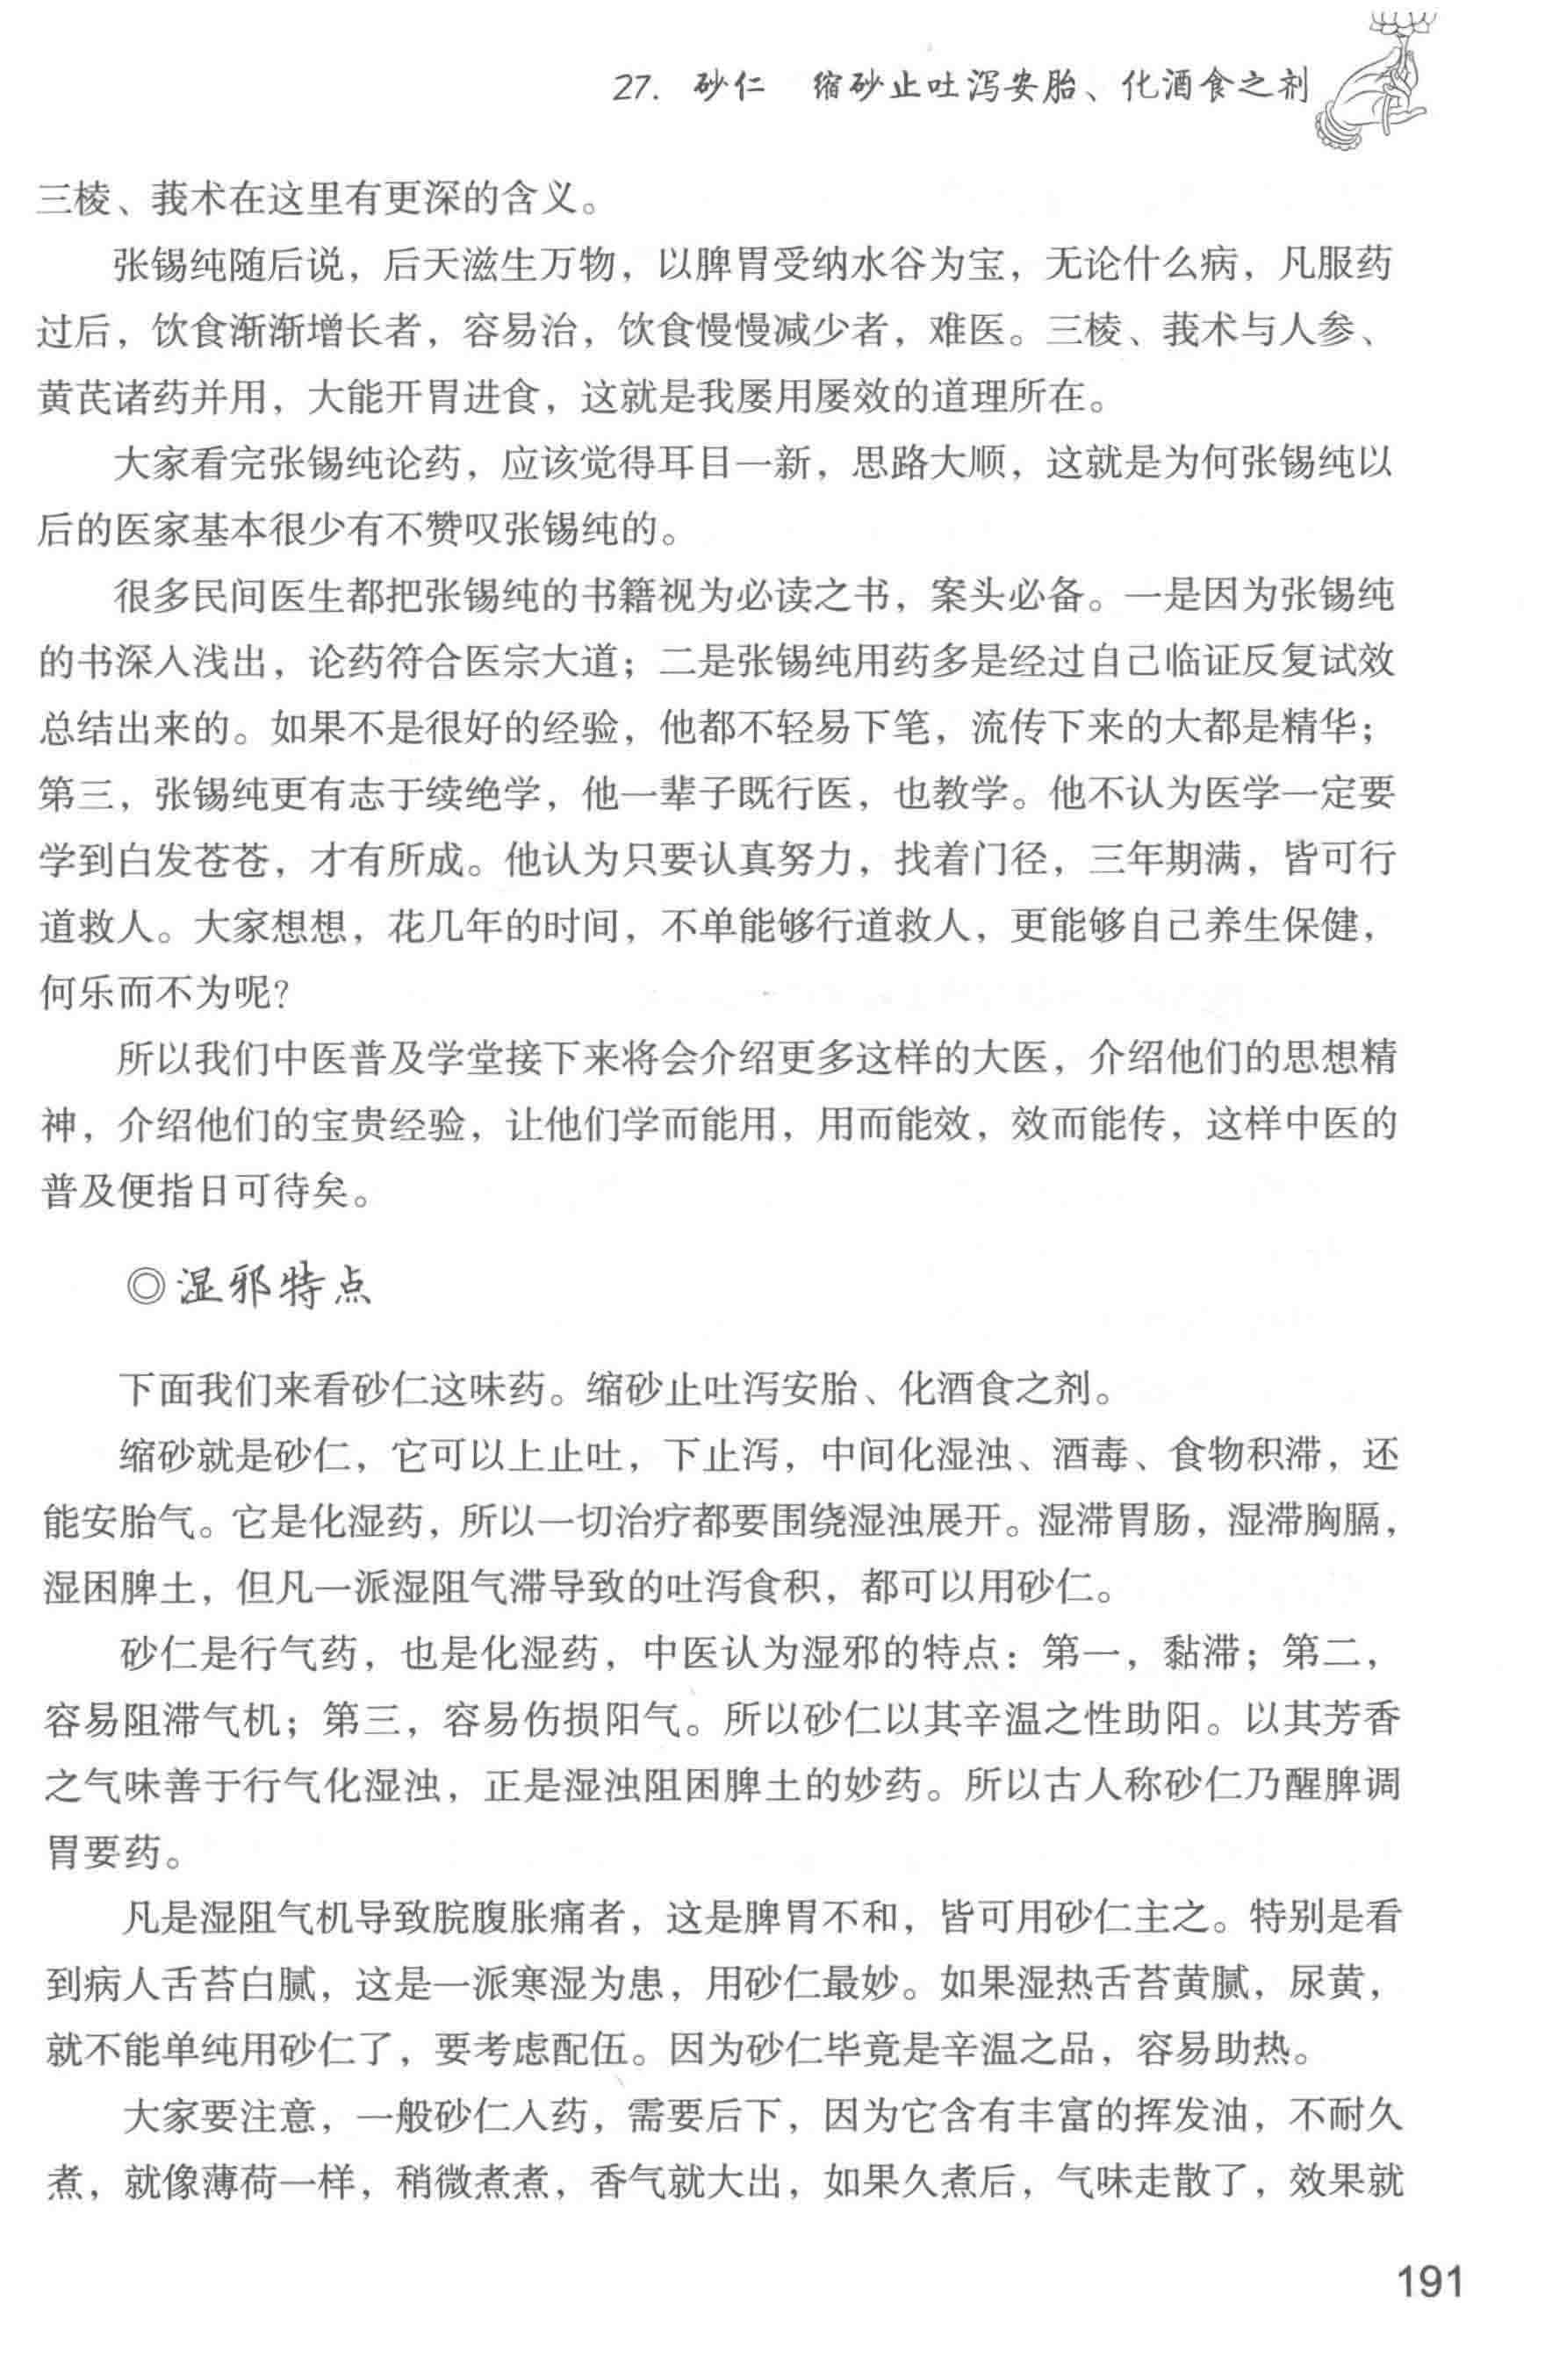 27. 砂仁 缩砂止吐泻安胎、化酒食之剂
三棱、莪术在这里有更深的含义。
张锡纯随后说，后天滋生万物，以脾胃受纳水谷为宝，无论什么病，凡服药
过后，饮食渐渐增长者，容易治，饮食慢慢减少者，难医。三棱、莪术与人参、
黄芪诸药并用，大能开胃进食，这就是我屡用屡效的道理所在。
大家看完张锡纯论药，应该觉得耳目一新，思路大顺，这就是为何张锡纯以
后的医家基本很少有不赞叹张锡纯的。
很多民间医生都把张锡纯的书籍视为必读之书，案头必备。一是因为张锡纯
的书深入浅出，论药符合医宗大道；二是张锡纯用药多是经过自己临证反复试效
总结出来的。如果不是很好的经验，他都不轻易下笔，流传下来的大都是精华；
第三，张锡纯更有志于续绝学，他一辈子既行医，也教学。他不认为医学一定要
学到白发苍苍，才有所成。他认为只要认真努力，找着门径，三年期满，皆可行
道救人。大家想想，花几年的时间，不单能够行道救人，更能够自己养生保健，
何乐而不为呢？
所以我们中医普及学堂接下来将会介绍更多这样的大医，介绍他们的思想精
神，介绍他们的宝贵经验，让他们学而能用，用而能效，效而能传，这样中医的
普及便指日可待矣。
◎湿邪特点
下面我们来看砂仁这味药。缩砂止吐泻安胎、化酒食之剂。
缩砂就是砂仁，它可以上止吐，下止泻，中间化湿浊、酒毒、食物积滞，还
能安胎气。它是化湿药，所以一切治疗都要围绕湿浊展开。湿滞胃肠，湿滞胸膈，
湿困脾土，但凡一派湿阻气滞导致的吐泻食积，都可以用砂仁。
砂仁是行气药，也是化湿药，中医认为湿邪的特点：第一，黏滞；第二，
容易阻滞气机；第三，容易伤损阳气。所以砂仁以其辛温之性助阳。以其芳香
之气味善于行气化湿浊，正是湿浊阻困脾土的妙药。所以古人称砂仁乃醒脾调
胃要药。
凡是湿阻气机导致脘腹胀痛者，这是脾胃不和，皆可用砂仁主之。特别是看
到病人舌苔白腻，这是一派寒湿为患，用砂仁最妙。如果湿热舌苔黄腻，尿黄，
就不能单纯用砂仁了，要考虑配伍。因为砂仁毕竟是辛温之品，容易助热。
大家要注意，一般砂仁入药，需要后下，因为它含有丰富的挥发油，不耐久
煮，就像薄荷一样，稍微煮煮，香气就大出，如果久煮后，气味走散了，效果就
191